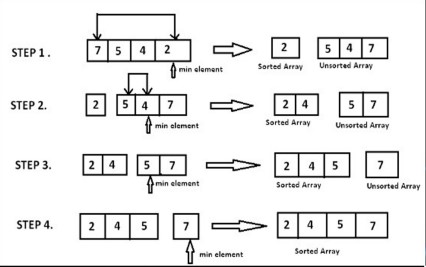 STEP 1. 7 5 4 2 2 5 4 7
min element Sorted Array Unsorted Array
STEP 2. 2 5 4 7 2 4 5 7
min element Sorted Array Unsorted Array
STEP 3. 2 4 5 7 2 4 5 7
min element Sorted Array Unsorted Array
STEP 4. 2 4 5 7 2 4 5 7
min element Sorted Array